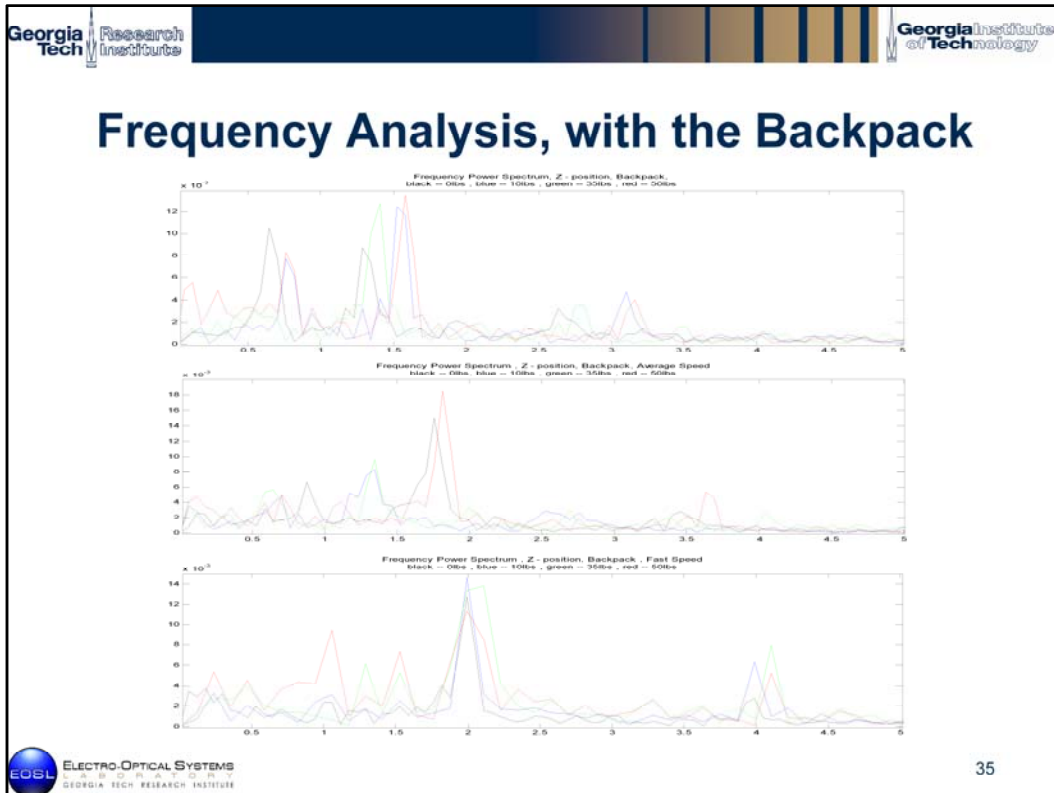 Georgia Research
Tech Institute
Georgia Institute
of Technology
Frequency Analysis, with the Backpack
Frequency Power Spectrum, Z - position, Backpack,
black -- 0lbs , blue -- 10lbs , green -- 35lbs , red -- 50lbs
12
10
8
6
4
2
0
0.5 1 1.5 2 2.5 3 3.5 4 4.5 5
Frequency Power Spectrum , Z - position, Backpack, Average Speed
black -- 0lbs, blue -- 10lbs , green -- 35lbs , red -- 50lbs
18
16
14
12
10
8
6
4
2
0
0.5 1 1.5 2 2.5 3 3.5 4 4.5 5
Frequency Power Spectrum , Z - position, Backpack , Fast Speed
black -- 0lbs , blue -- 10lbs , green -- 35lbs , red -- 50lbs
x 10-3
14
12
10
8
6
4
2
0
0.5 1 1.5 2 2.5 3 3.5 4 4.5 5
EOSL ELECTRO-OPTICAL SYSTEMS
LABORATORY
GEORGIA TECH RESEARCH INSTITUTE
35